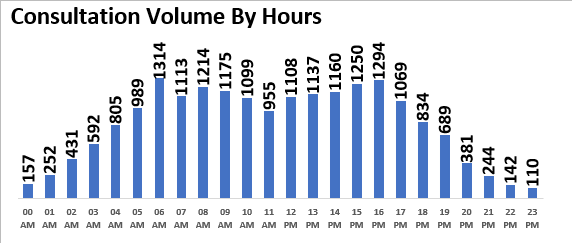 Consultation Volume By Hours
157 252 431 592 805 989 1314 1113 1214 1175 1099 955 1108 1137 1160 1250 1294 1069 834 689 381 244 142 110
00 01 02 03 04 05 06 07 08 09 10 11 12 13 14 15 16 17 18 19 20 21 22 23
AM AM AM AM AM AM AM AM AM AM AM AM PM PM PM PM PM PM PM PM PM PM PM PM